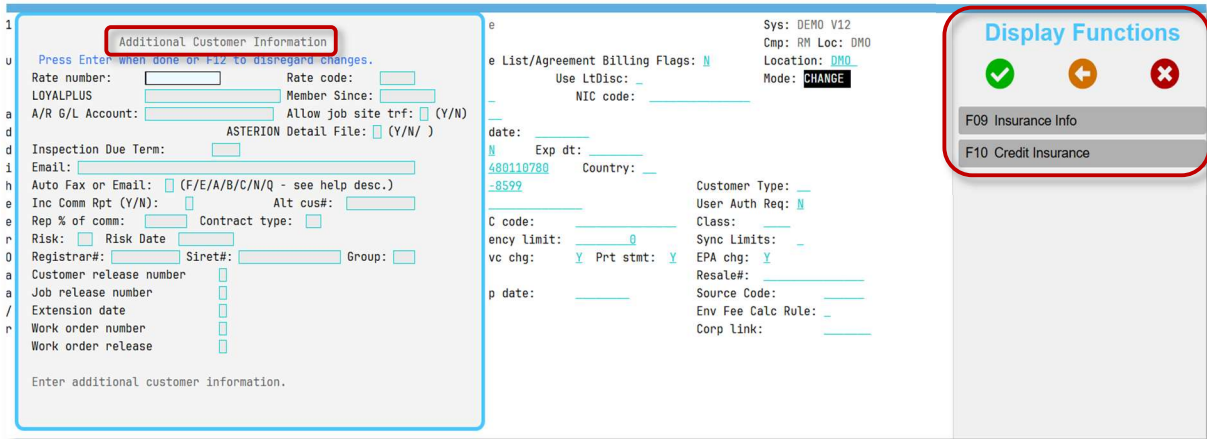 Additional Customer Information
Press Enter when done or F12 to disregard changes.
Rate number: Rate code:
LOYALPLUS Member Since:
A/R G/L Account: Allow job site trf: (Y/N)
ASTERION Detail File: (Y/N/ )
Inspection Due Term:
Email:
Auto Fax or Email: (F/E/A/B/C/N/Q - see help desc.)
Inc Comm Rpt (Y/N): Alt cus#:
Rep % of comm: Contract type:
Risk: Risk Date
Registrar#: Siret#: Group:
Customer release number
Job release number
Extension date
Work order number
Work order release
Enter additional customer information.
1
u
a
d
d
i
h
e
e
r
0
a
a
/
r
e Sys: DEMO V12
Cmp: RM Loc: DMO
e List/Agreement Billing Flags: N Location: DMO
Use LtDisc: _ Mode: CHANGE
NIC code:
date:
N Exp dt:
480110780 Country:
-8599 Customer Type:
User Auth Req: N
C code: Class:
ency limit: 0 Sync Limits: _
vc chg: Y Prt stmt: Y EPA chg: Y
Resale#:
p date: Source Code:
Env Fee Calc Rule: _
Corp link:
Display Functions
F09 Insurance Info
F10 Credit Insurance